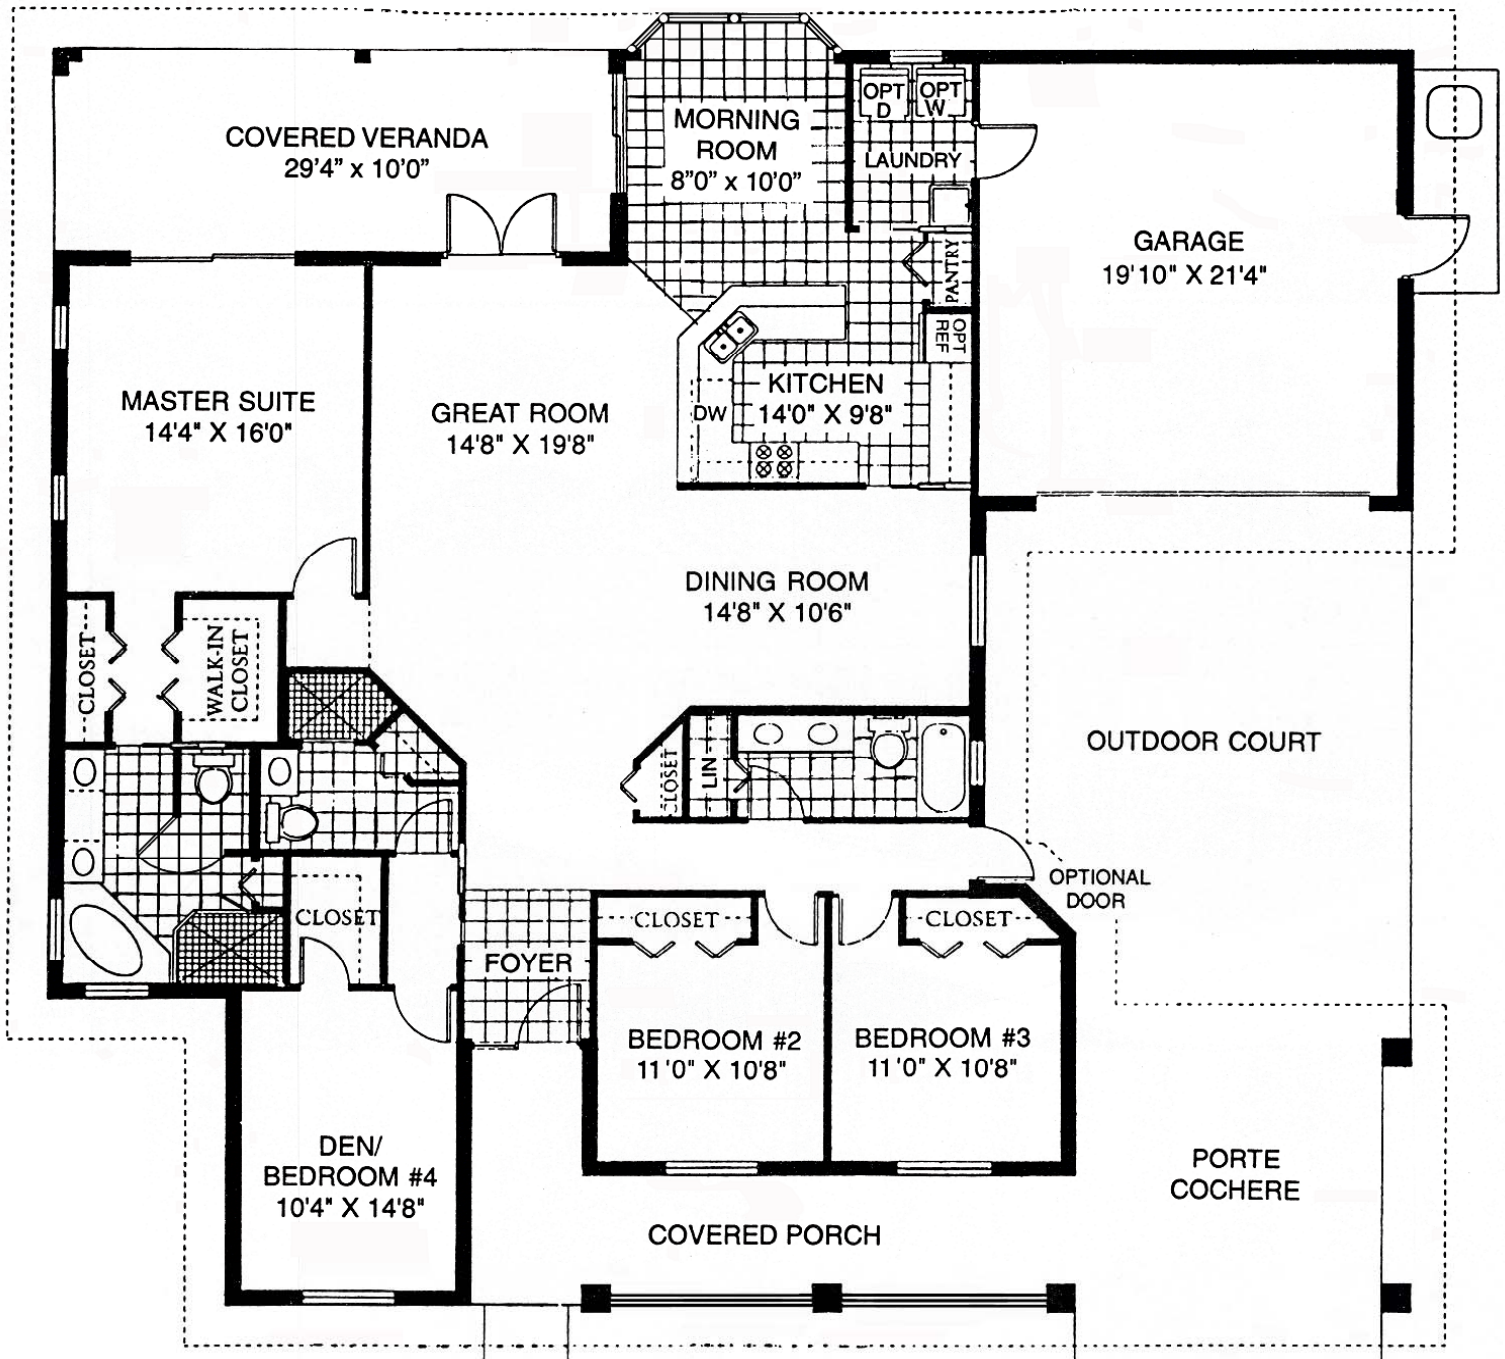 COVERED VERANDA
29'4" x 10'0"
MORNING
ROOM
8"0" x 10'0"
OPT
D
OPT
W
LAUNDRY
PANTRY
OPT
REF
GARAGE
19'10" X 21'4"
MASTER SUITE
14'4" X 16'0"
GREAT ROOM
14'8" X 19'8"
KITCHEN
14'0" X 9'8"
DW
DINING ROOM
14'8" X 10'6"
CLOSET
WALK-IN
CLOSET
CLOSET
LIN
OUTDOOR COURT
OPTIONAL
DOOR
CLOSET
FOYER
CLOSET
CLOSET
BEDROOM #2
11'0" X 10'8"
BEDROOM #3
11'0" X 10'8"
DEN/
BEDROOM #4
10'4" X 14'8"
COVERED PORCH
PORTE
COCHERE